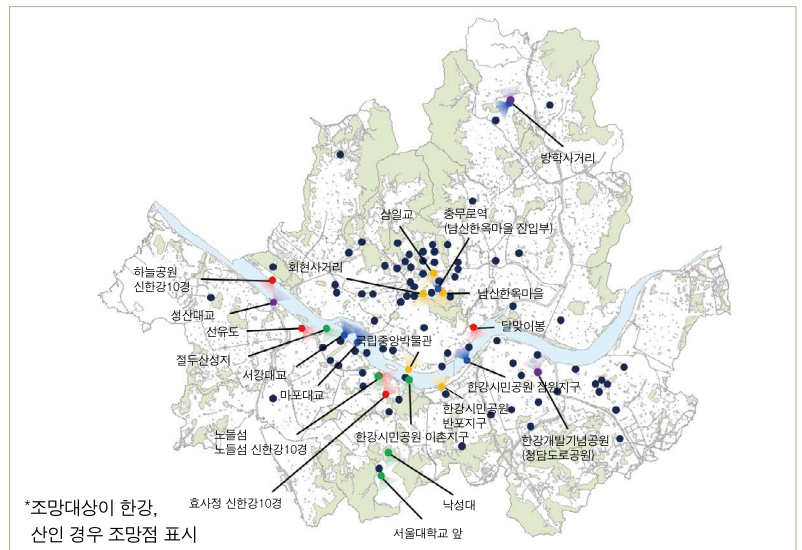 방학사거리
삼일교
충무로역
(남산한옥마을 진입부)
하늘공원
신한강10경
회현사거리
남산한옥마을
성산대교
선유도
달맞이봉
절두산성지
국립중앙박물관
서강대교
마포대교
한강시민공원 잠원지구
한강시민공원
반포지구
노들섬
노들섬 신한강10경
한강시민공원 이촌지구
한강개발기념공원
(청담도로공원)
효사정 신한강10경
낙성대
서울대학교 앞
*조망대상이 한강,
산인 경우 조망점 표시